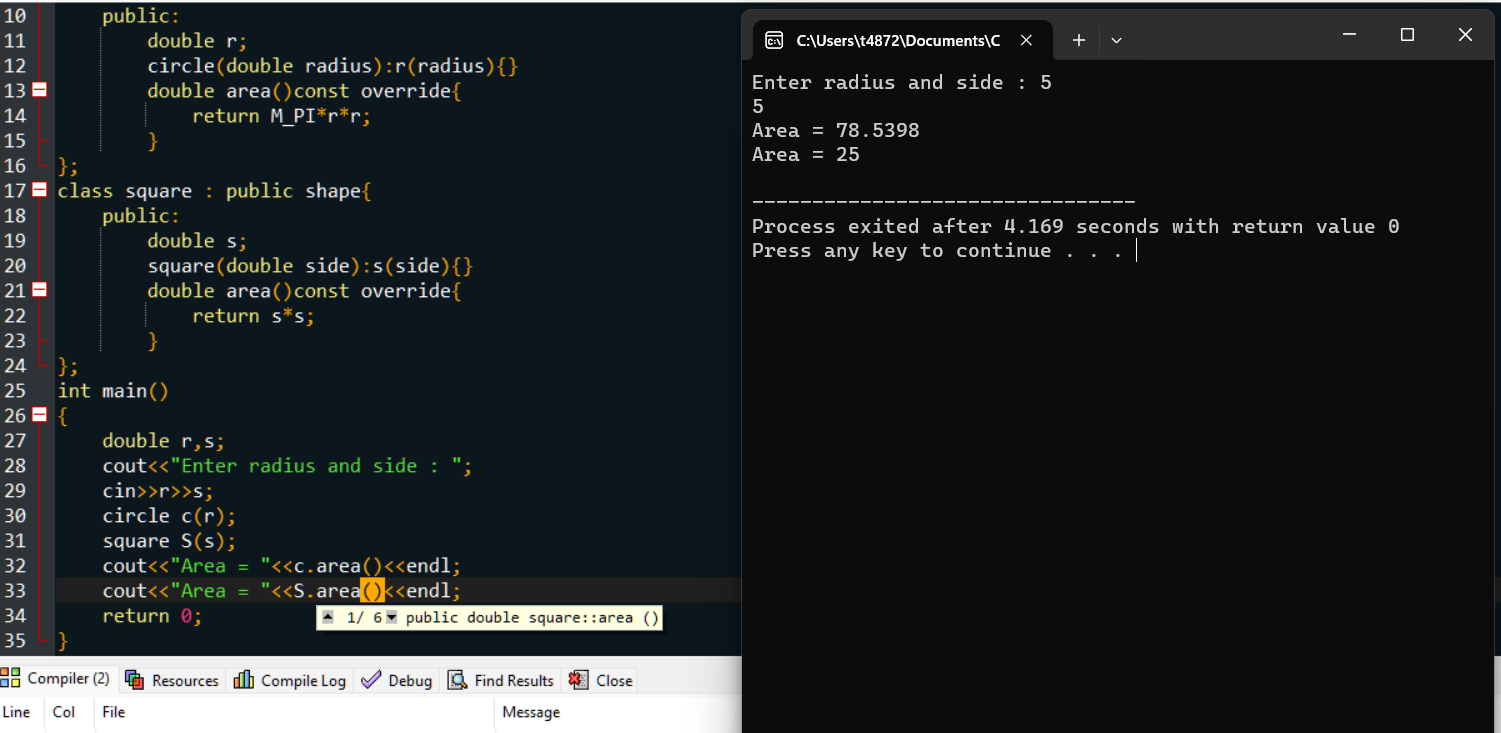 10 public:
11 double r;
12 circle(double radius):r(radius){}
13 double area()const override{
14 return M_PI*r*r;
15 }
16 };
17 class square : public shape{
18 public:
19 double s;
20 square(double side):s(side){}
21 double area()const override{
22 return s*s;
23 }
24 };
25 int main()
26 {
27 double r,s;
28 cout<<"Enter radius and side : ";
29 cin>>r>>s;
30 circle c(r);
31 square S(s);
32 cout<<"Area = "<<c.area()<<endl;
33 cout<<"Area = "<<S.area()<<endl;
34 return 0;
1/ 6 public double square::area ()
35 }
Compiler (2) Resources Compile Log Debug Find Results Close
Line Col File Message
C:\Users\t4872\Documents\C
Enter radius and side : 5
5
Area = 78.5398
Area = 25
--------------------------------
Process exited after 4.169 seconds with return value 0
Press any key to continue . . .